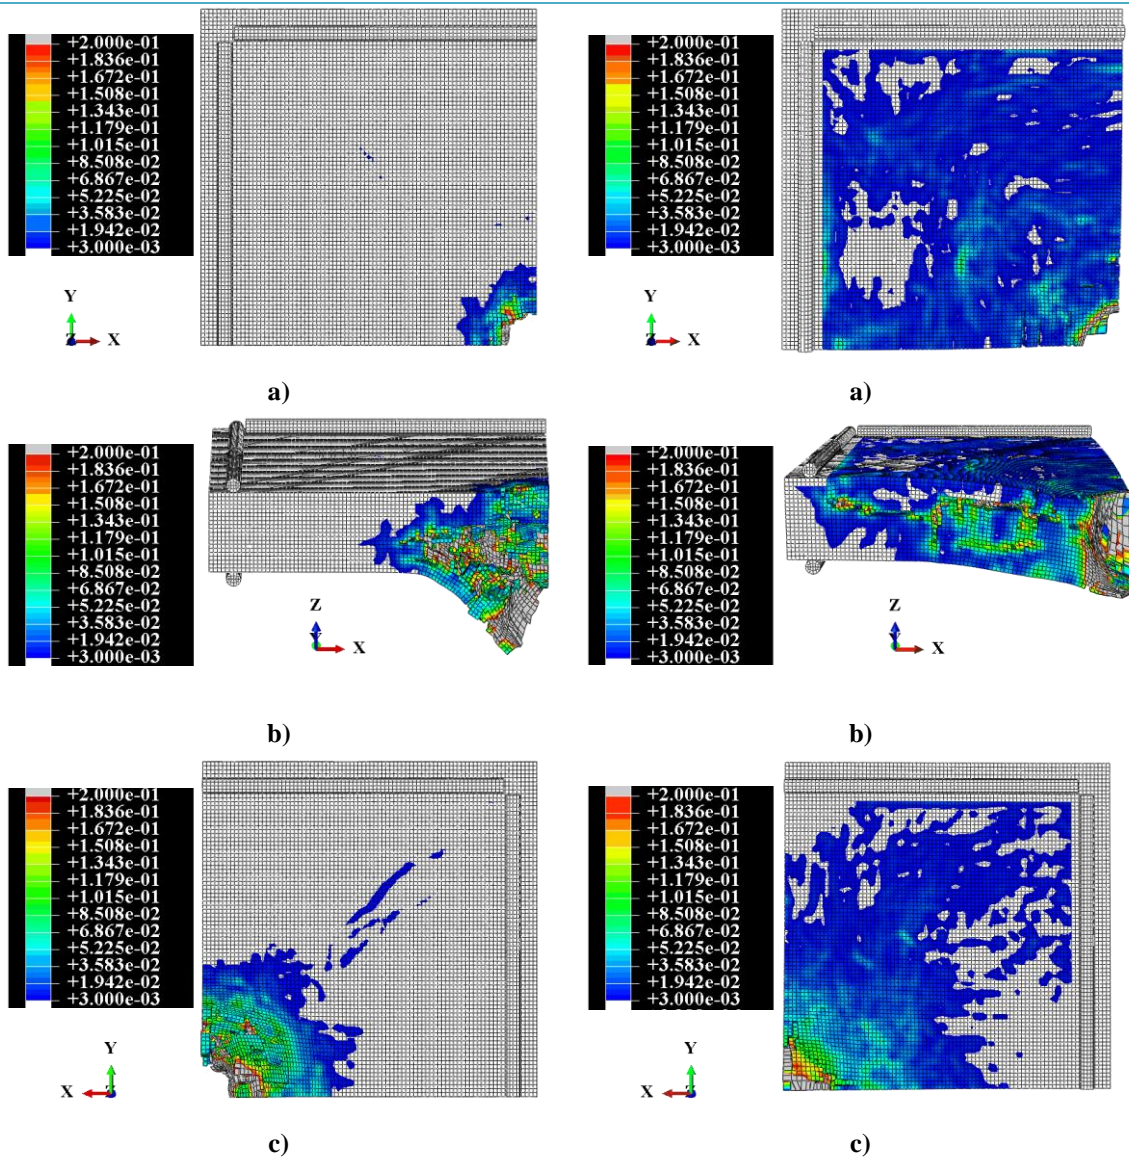 +2.000e-01
+1.836e-01
+1.672e-01
+1.508e-01
+1.343e-01
+1.179e-01
+1.015e-01
+8.508e-02
+6.867e-02
+5.225e-02
+3.583e-02
+1.942e-02
+3.000e-03
Y
Z X
a)
+2.000e-01
+1.836e-01
+1.672e-01
+1.508e-01
+1.343e-01
+1.179e-01
+1.015e-01
+8.508e-02
+6.867e-02
+5.225e-02
+3.583e-02
+1.942e-02
+3.000e-03
Y
Z X
a)
+2.000e-01
+1.836e-01
+1.672e-01
+1.508e-01
+1.343e-01
+1.179e-01
+1.015e-01
+8.508e-02
+6.867e-02
+5.225e-02
+3.583e-02
+1.942e-02
+3.000e-03
Z
X
b)
+2.000e-01
+1.836e-01
+1.672e-01
+1.508e-01
+1.343e-01
+1.179e-01
+1.015e-01
+8.508e-02
+6.867e-02
+5.225e-02
+3.583e-02
+1.942e-02
+3.000e-03
Z
X
b)
+2.000e-01
+1.836e-01
+1.672e-01
+1.508e-01
+1.343e-01
+1.179e-01
+1.015e-01
+8.508e-02
+6.867e-02
+5.225e-02
+3.583e-02
+1.942e-02
+3.000e-03
Y
X
c)
+2.000e-01
+1.836e-01
+1.672e-01
+1.508e-01
+1.343e-01
+1.179e-01
+1.015e-01
+8.508e-02
+6.867e-02
+5.225e-02
+3.583e-02
+1.942e-02
+3.000e-03
Y
X
c)